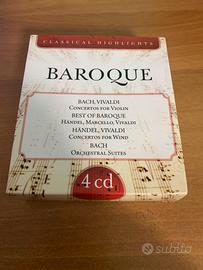 CLASSICAL HIGHLIGHTS
BAROQUE
BACH, VIVALDI
CONCERTOS FOR VIOLIN
BEST OF BAROQUE
HÄNDEL, MARCELLO, VIVALDI
HÄNDEL, VIVALDI
CONCERTOS FOR WIND
BACH
ORCHESTRAL SUITES
4 cd
subito